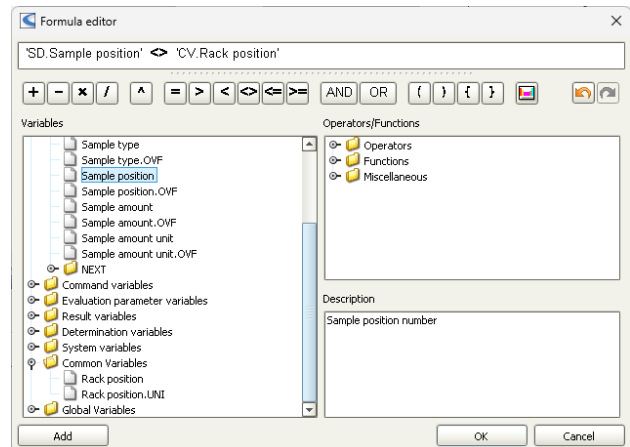 Formula editor
'SD.Sample position' <> 'CV.Rack position'
+ - × / ^ = > < <> <= >= AND OR ( ) { }
Variables
Sample type
Sample type.OVF
Sample position
Sample position.OVF
Sample amount
Sample amount.OVF
Sample amount unit
Sample amount unit.OVF
NEXT
Command variables
Evaluation parameter variables
Result variables
Determination variables
System variables
Common Variables
Rack position
Rack position.UNI
Global Variables
Operators/Functions
Operators
Functions
Miscellaneous
Description
Sample position number
Add
OK
Cancel